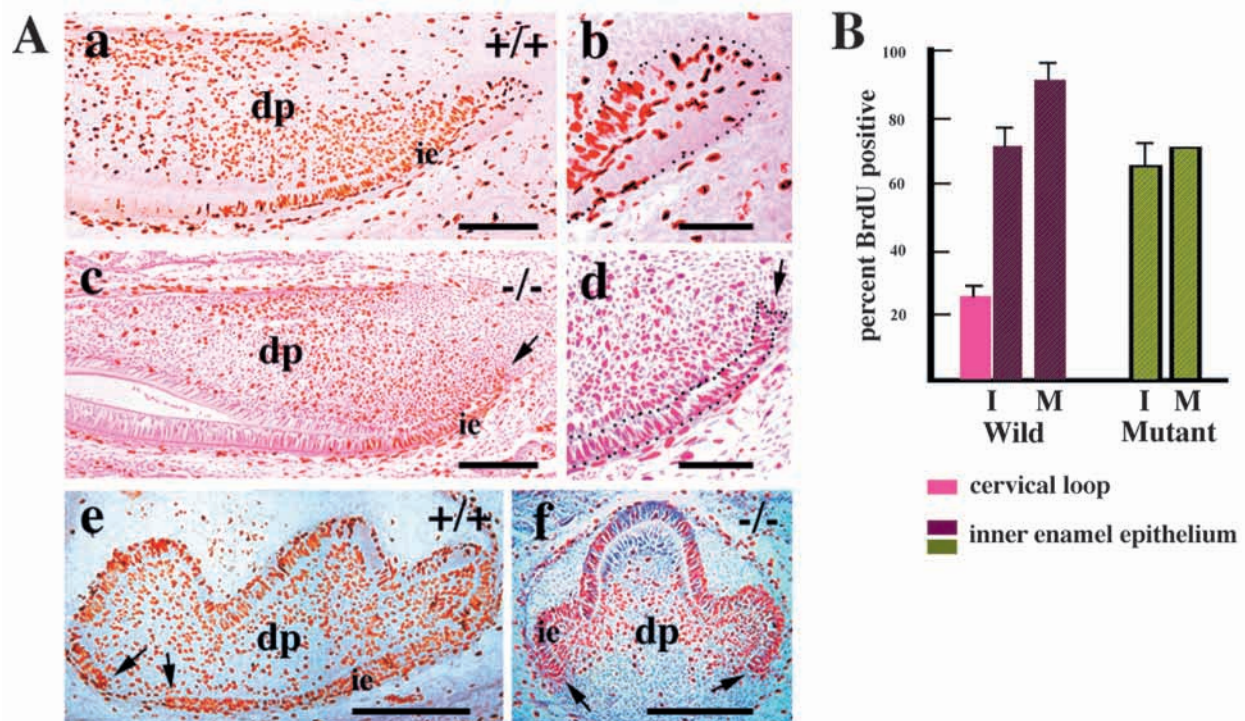 A
a
+/+
dp
ie
b
c
-/-
dp
ie
d
e
+/+
dp
ie
f
-/-
ie
dp
B
percent BrdU positive
100
80
60
40
20
I M I M
Wild Mutant
cervical loop
inner enamel epithelium